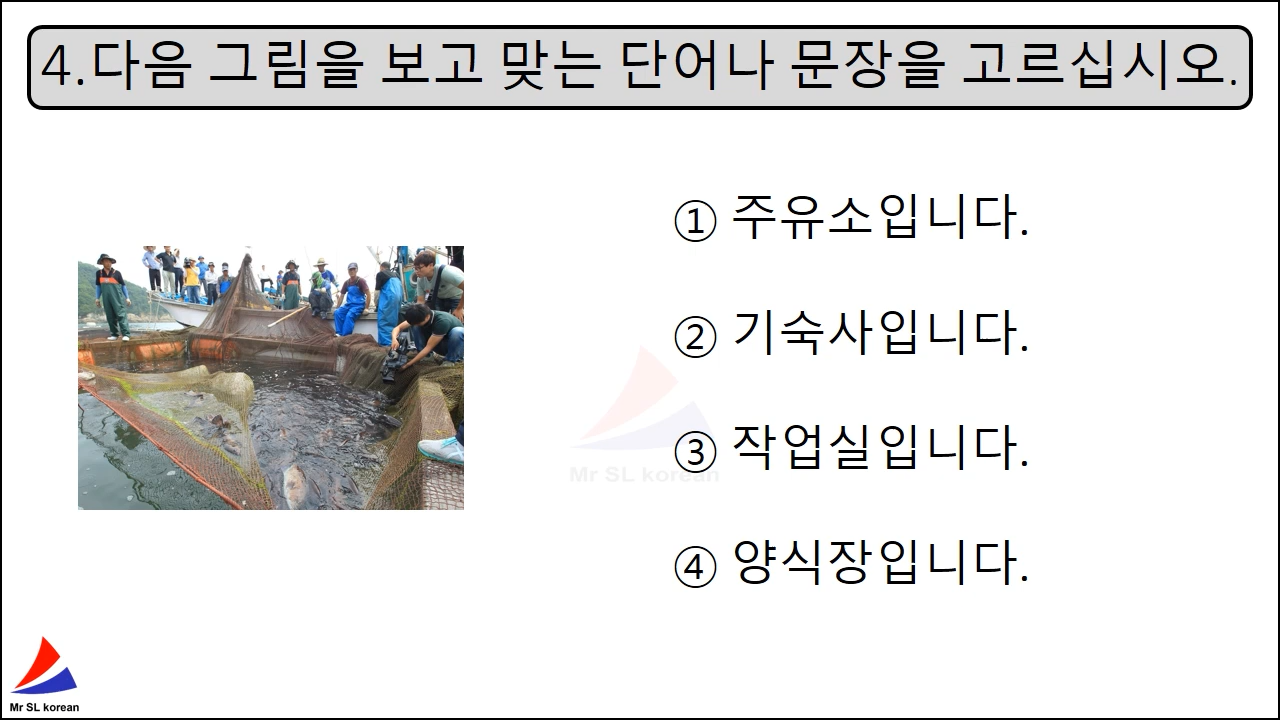 4.다음 그림을 보고 맞는 단어나 문장을 고르십시오.
① 주유소입니다.
② 기숙사입니다.
③ 작업실입니다.
④ 양식장입니다.
Mr SL korean
Mr SL korean